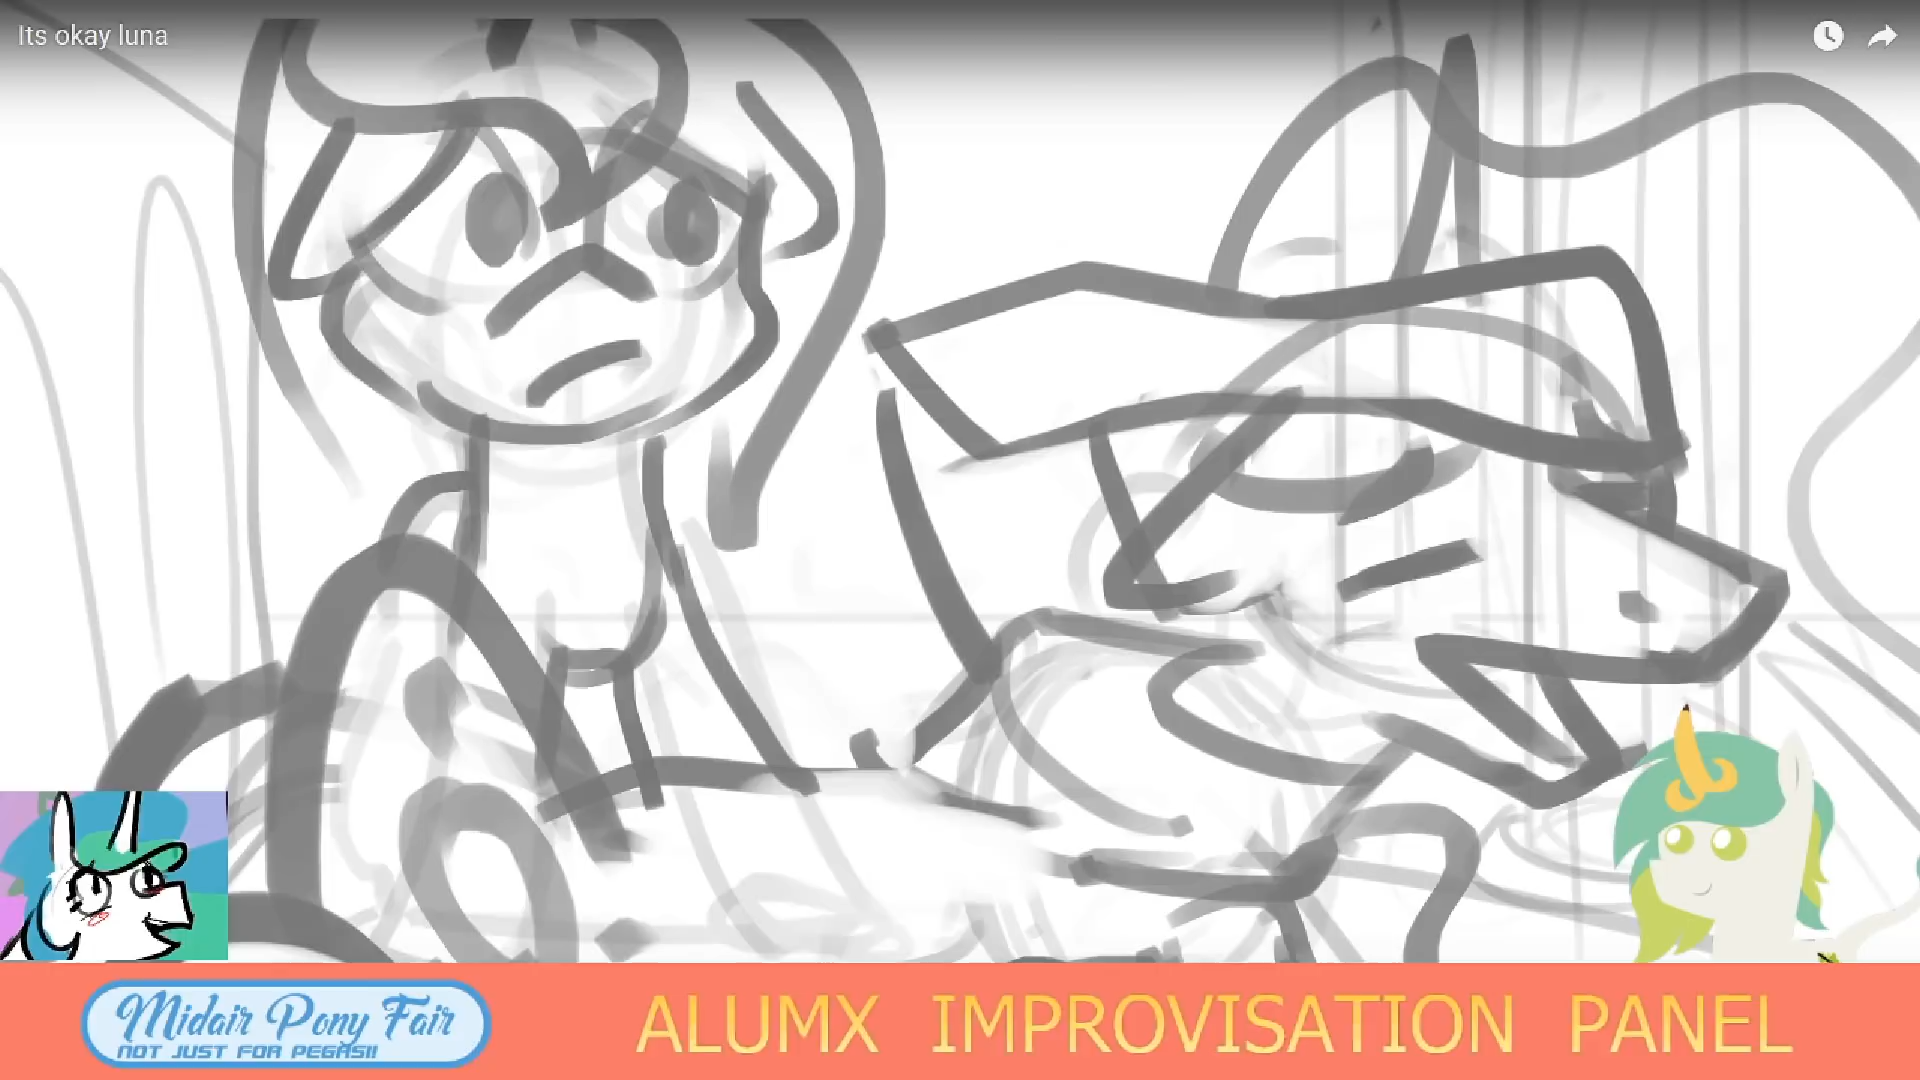 Its okay luna
Midair Pony Fair
NOT JUST FOR PEGASI!
ALUMX IMPROVISATION PANEL